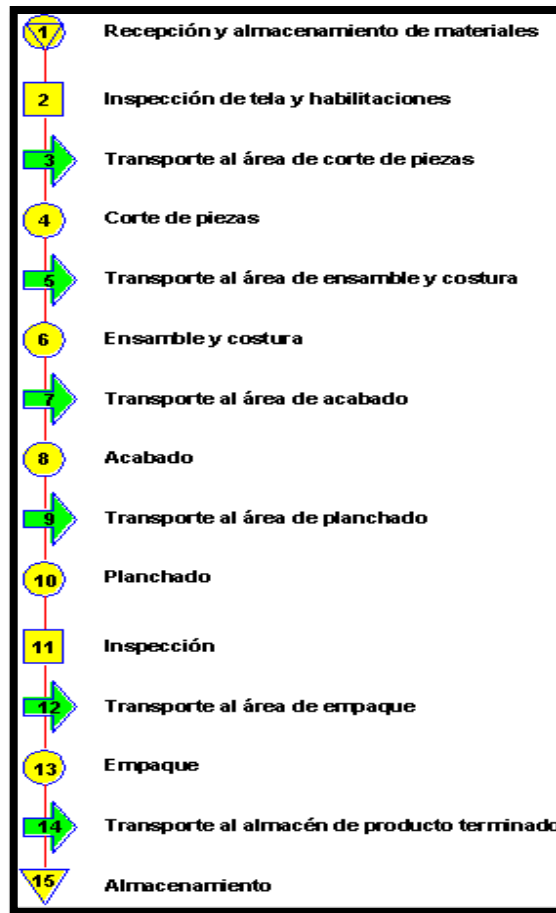 1 Recepción y almacenamiento de materiales
2 Inspección de tela y habilitaciones
3 Transporte al área de corte de piezas
4 Corte de piezas
5 Transporte al área de ensamble y costura
6 Ensamble y costura
7 Transporte al área de acabado
8 Acabado
9 Transporte al área de planchado
10 Planchado
11 Inspección
12 Transporte al área de empaque
13 Empaque
14 Transporte al almacén de producto terminado
15 Almacenamiento